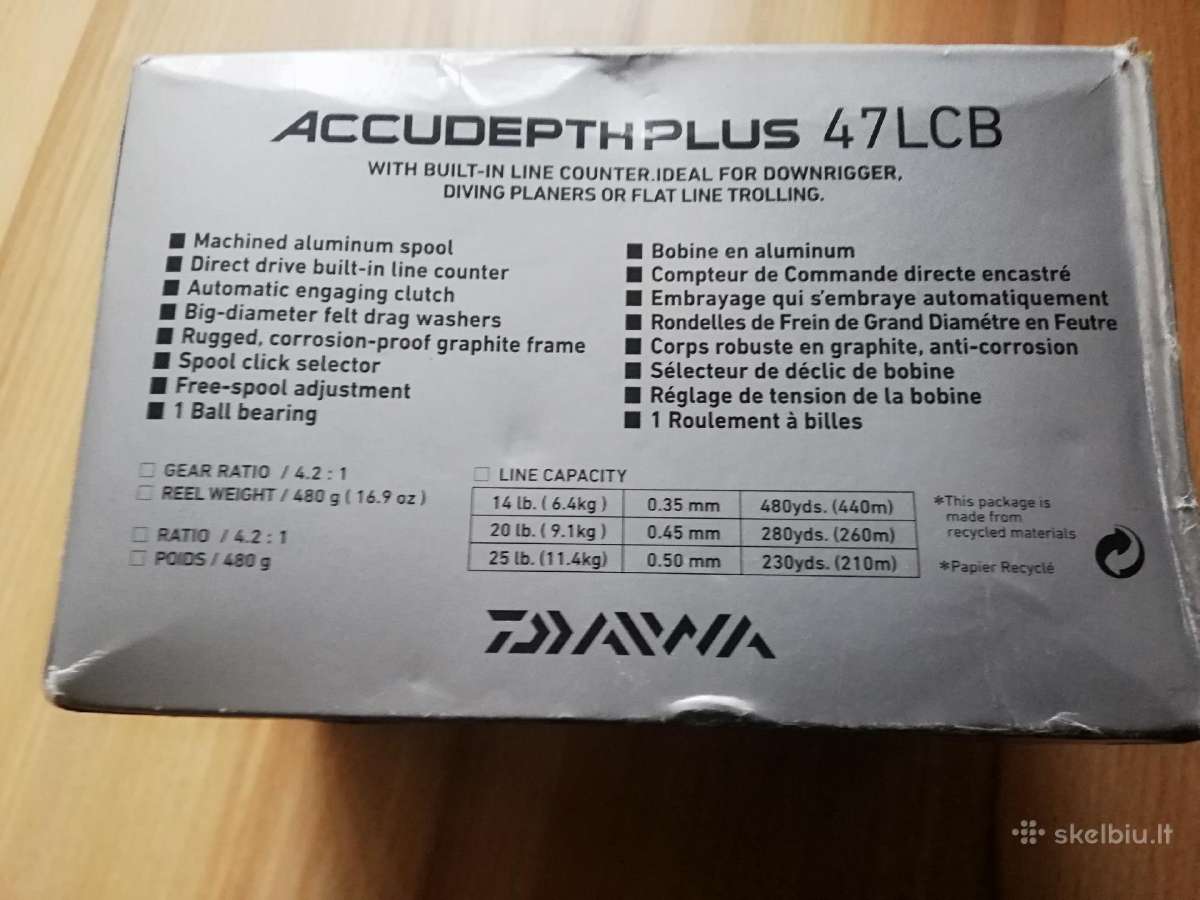 ACCUDEPTH PLUS 47LCB
WITH BUILT-IN LINE COUNTER.IDEAL FOR DOWNRIGGER,
DIVING PLANERS OR FLAT LINE TROLLING.
■ Machined aluminum spool
■ Direct drive built-in line counter
■ Automatic engaging clutch
■ Big-diameter felt drag washers
■ Rugged, corrosion-proof graphite frame
■ Spool click selector
■ Free-spool adjustment
■ 1 Ball bearing
■ Bobine en aluminum
■ Compteur de Commande directe encastré
■ Embrayage qui s'embraye automatiquement
■ Rondelles de Frein de Grand Diamétre en Feutre
■ Corps robuste en graphite, anti-corrosion
■ Sélecteur de déclic de bobine
■ Réglage de tension de la bobine
■ 1 Roulement à billes
□ GEAR RATIO / 4.2 : 1
□ REEL WEIGHT / 480 g ( 16.9 oz )
□ RATIO / 4.2 : 1
□ POIDS / 480 g
□ LINE CAPACITY
14 lb. ( 6.4kg ) 0.35 mm 480yds. (440m)
20 lb. ( 9.1kg ) 0.45 mm 280yds. (260m)
25 lb. (11.4kg) 0.50 mm 230yds. (210m)
*This package is
made from
recycled materials
*Papier Recyclé
DAIWA
skelbiu.lt